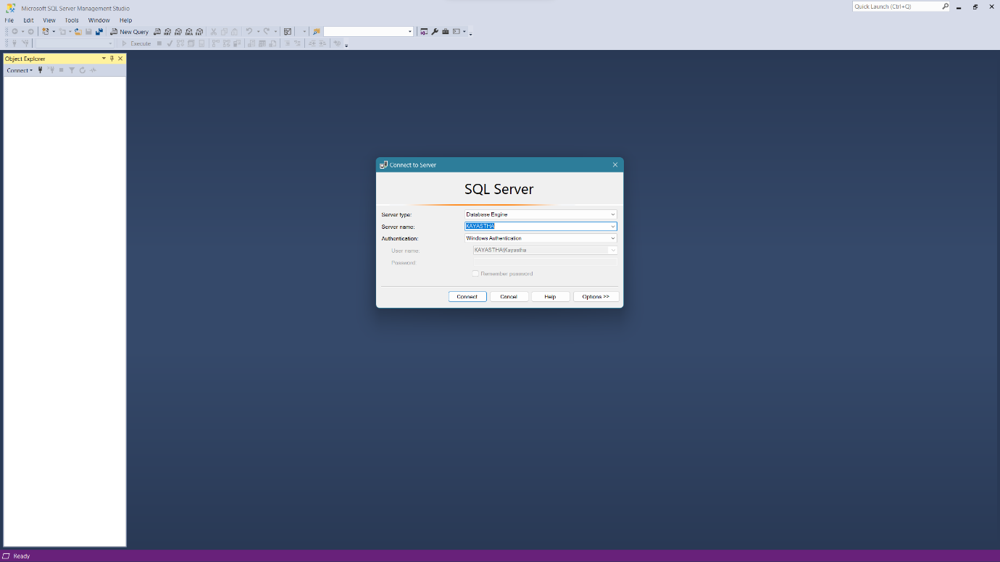 Microsoft SQL Server Management Studio
Quick Launch (Ctrl+Q)
File Edit View Tools Window Help
New Query
Execute
Object Explorer
Connect
Connect to Server
SQL Server
Server type: Database Engine
Server name: KAYASTHA
Authentication: Windows Authentication
User name: KAYASTHA\Kayastha
Password:
Remember password
Connect Cancel Help Options >>
Ready